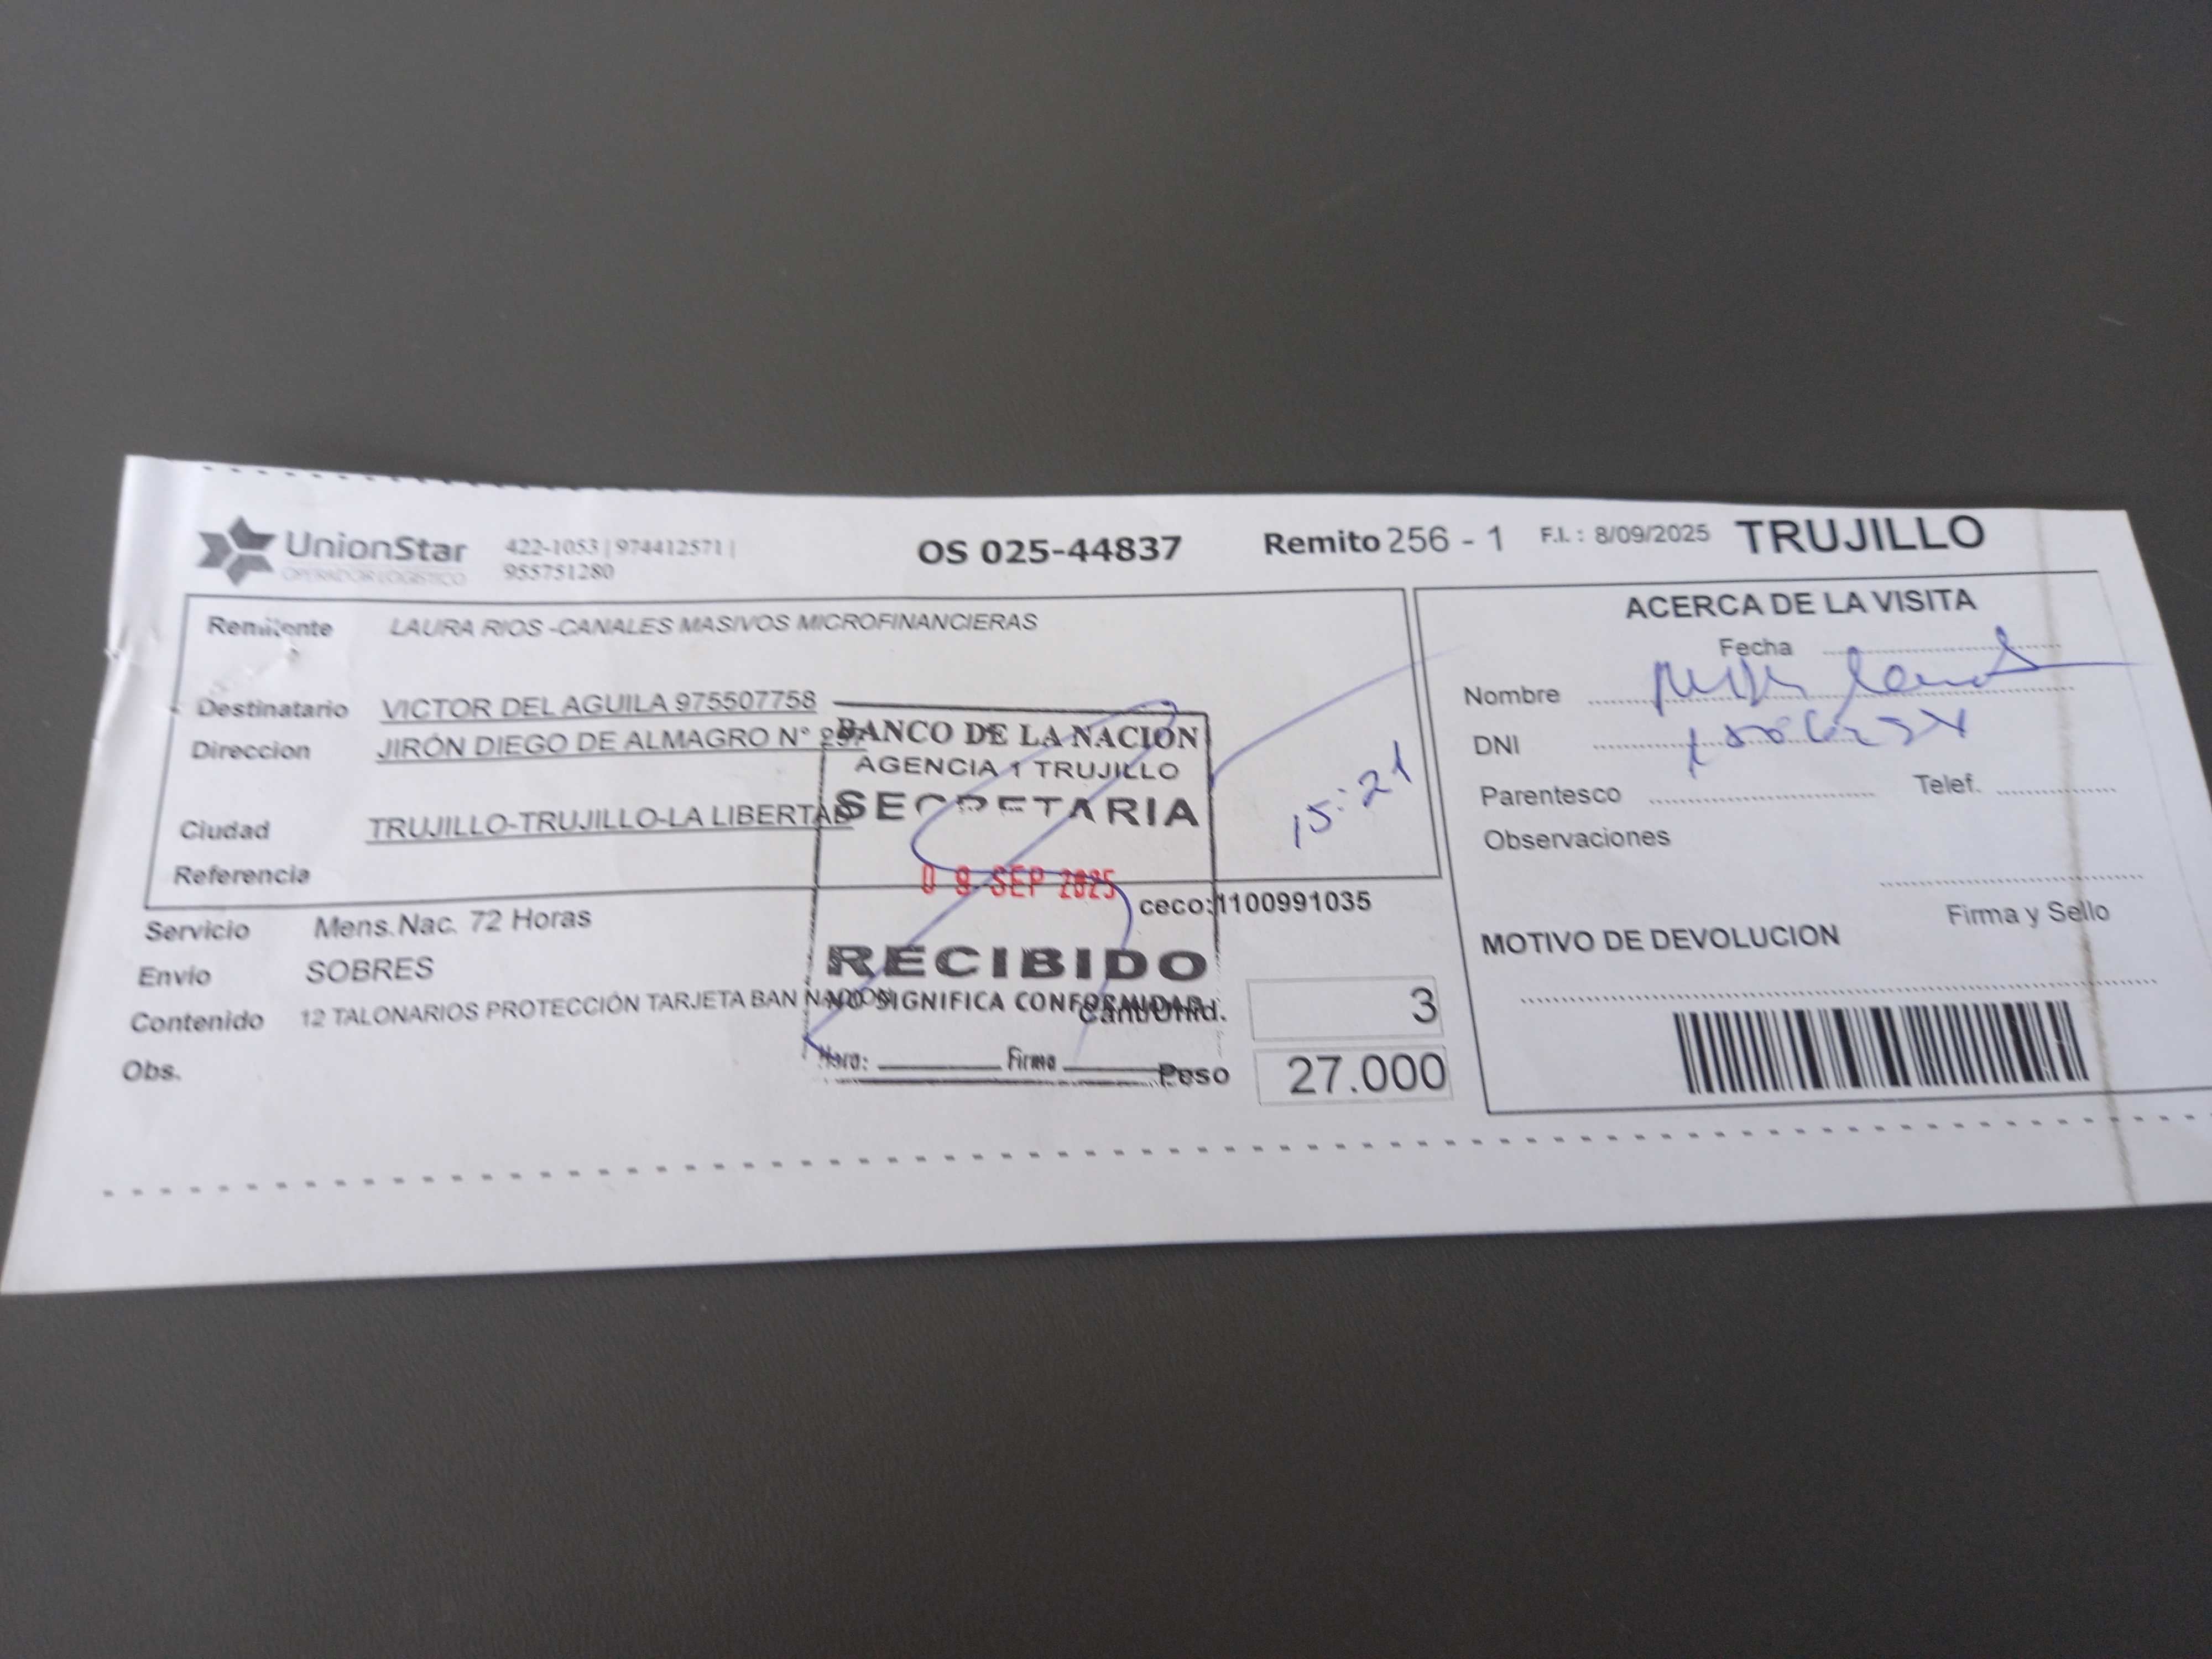 UnionStar
OPERADOR LOGISTICO
422-1053 | 974412571 |
955751280
OS 025-44837
Remito 256 - 1
F.I. : 8/09/2025
TRUJILLO
Remitente LAURA RIOS -CANALES MASIVOS MICROFINANCIERAS
Destinatario VICTOR DEL AGUILA 975507758
Direccion JIRÓN DIEGO DE ALMAGRO N°
Ciudad TRUJILLO-TRUJILLO-LA LIBERTAD
Referencia
ceco:1100991035
Servicio Mens.Nac. 72 Horas
Envio SOBRES
Contenido 12 TALONARIOS PROTECCIÓN TARJETA BAN NACION
Obs.
Cant/Unid. 3
Peso 27.000
BANCO DE LA NACION
AGENCIA 1 TRUJILLO
SECRETARIA
09 SEP 2025
RECIBIDO
NO SIGNIFICA CONFORMIDAD
Hora: Firma
15:21
ACERCA DE LA VISITA
Fecha
Nombre
DNI
Parentesco Telef.
Observaciones
Firma y Sello
MOTIVO DE DEVOLUCION